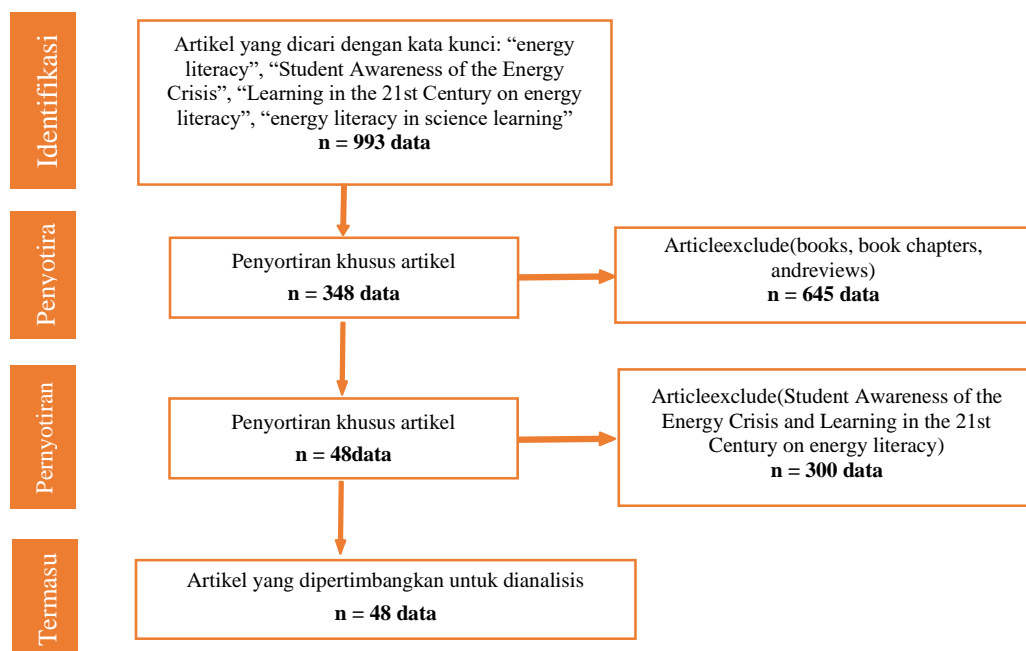 Identifikasi
Artikel yang dicari dengan kata kunci: “energy
literacy”, “Student Awareness of the Energy
Crisis”, “Learning in the 21st Century on energy
literacy”, “energy literacy in science learning”
n = 993 data
Penyotira
Penyortiran khusus artikel
n = 348 data
Articleexclude(books, book chapters,
andreviews)
n = 645 data
Pernyotiran
Penyortiran khusus artikel
n = 48data
Articleexclude(Student Awareness of the
Energy Crisis and Learning in the 21st
Century on energy literacy)
n = 300 data
Termasu
Artikel yang dipertimbangkan untuk dianalisis
n = 48 data